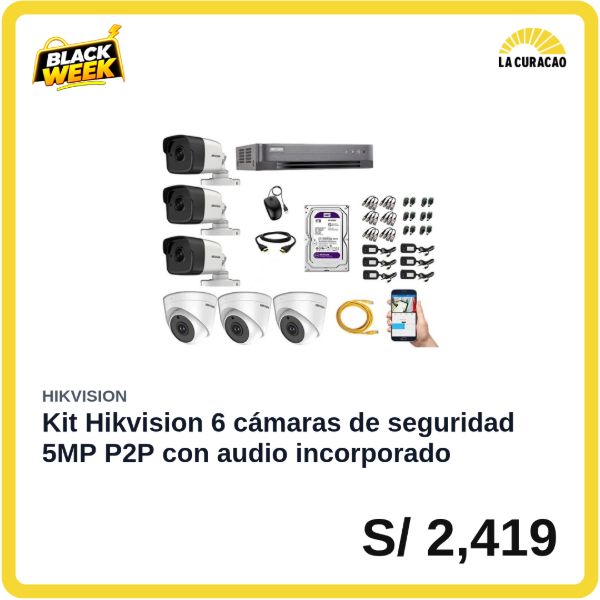 BLACK
WEEK
LA CURACAO
HIKVISION
Kit Hikvision 6 cámaras de seguridad
5MP P2P con audio incorporado
S/ 2,419